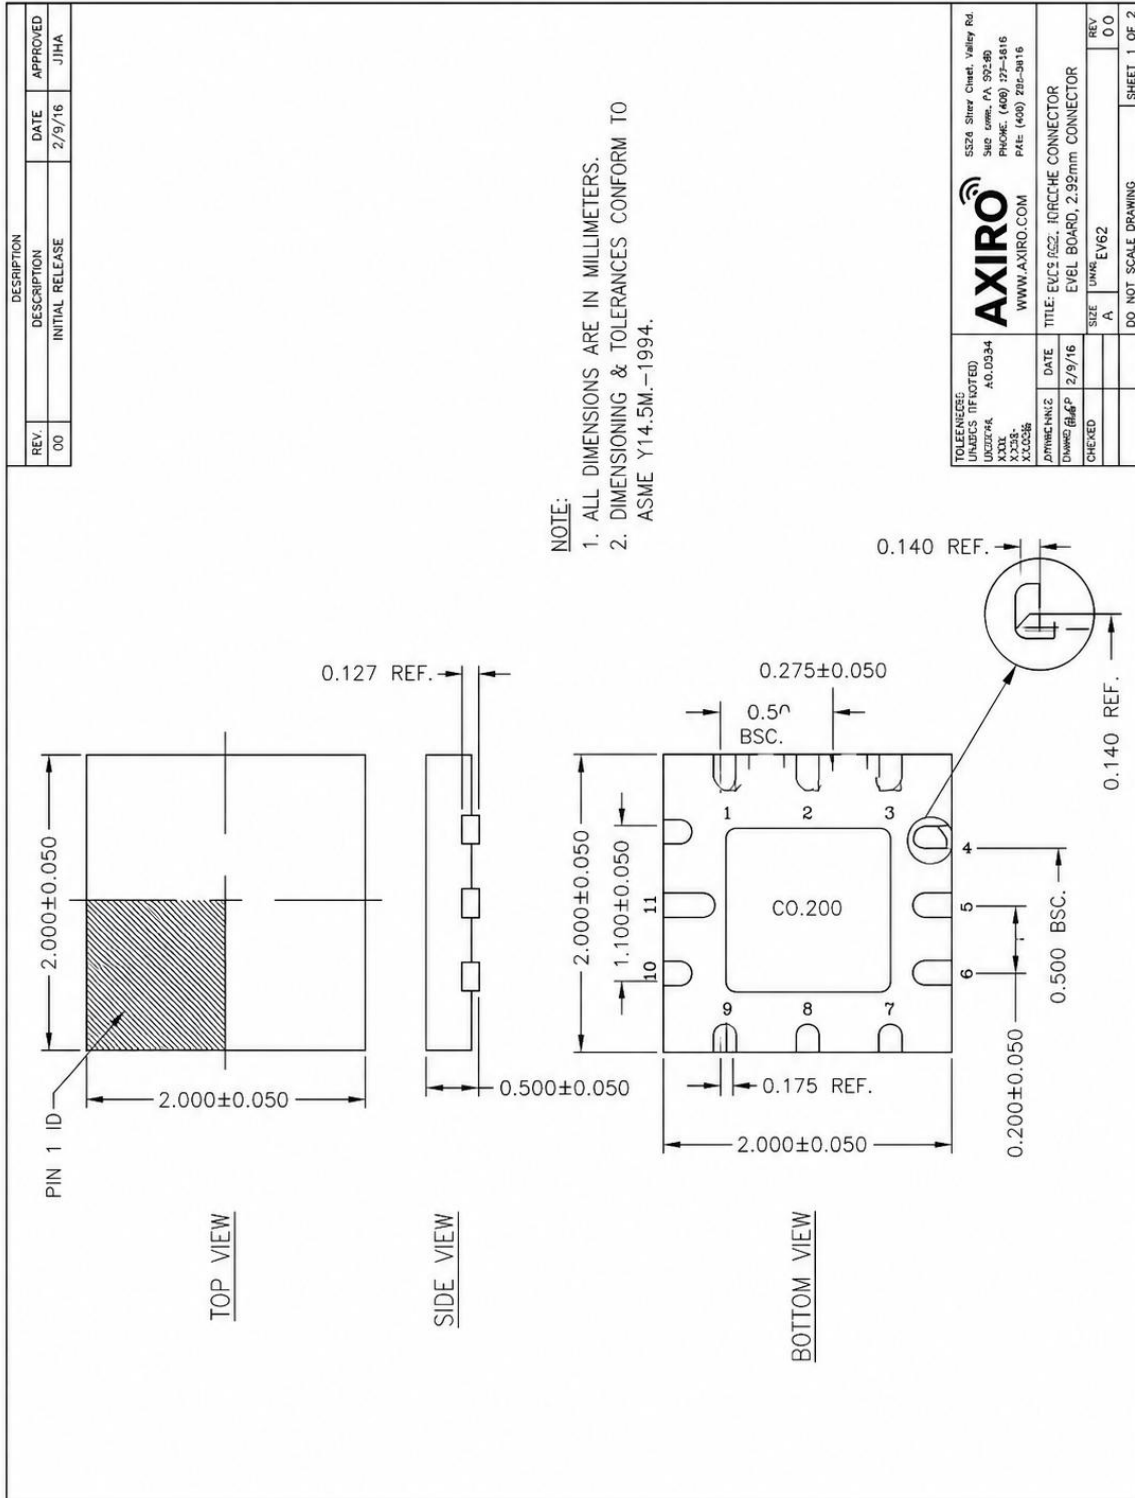 DESRIPTION
REV. DESCRIPTION DATE APPROVED
00 INITIAL RELEASE 2/9/16 JIHA
PIN 1 ID
2.000±0.050
2.000±0.050
TOP VIEW
0.127 REF.
0.500±0.050
SIDE VIEW
NOTE:
1. ALL DIMENSIONS ARE IN MILLIMETERS.
2. DIMENSIONING & TOLERANCES CONFORM TO
ASME Y14.5M.-1994.
0.275±0.050
BSC.
2.000±0.050
1.100±0.050
1 2 3
11
10
4
5
6
C0.200
9 8 7
0.175 REF.
2.000±0.050
0.140 REF.
0.140 REF.
0.500 BSC.
0.200±0.050
BOTTOM VIEW
AXIRO
WWW.AXIRO.COM
TITLE:
CONNECTOR
EVEL BOARD, 2.92mm CONNECTOR
DATE
2/9/16
CHEKED
SIZE
A
EV62
REV
00
DO NOT SCALE DRAWING
SHEET 1 OF 2